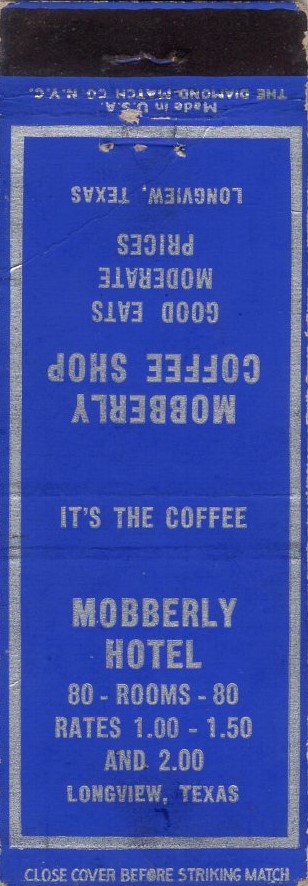 THE DIAMOND MATCH CO. N.Y.C.
Made in U.S.A.
MOBBERLY
COFFEE SHOP
GOOD EATS
MODERATE
PRICES
LONGVIEW, TEXAS
IT'S THE COFFEE
MOBBERLY
HOTEL
80 - ROOMS - 80
RATES 1.00 - 1.50
AND 2.00
LONGVIEW, TEXAS
CLOSE COVER BEFORE STRIKING MATCH